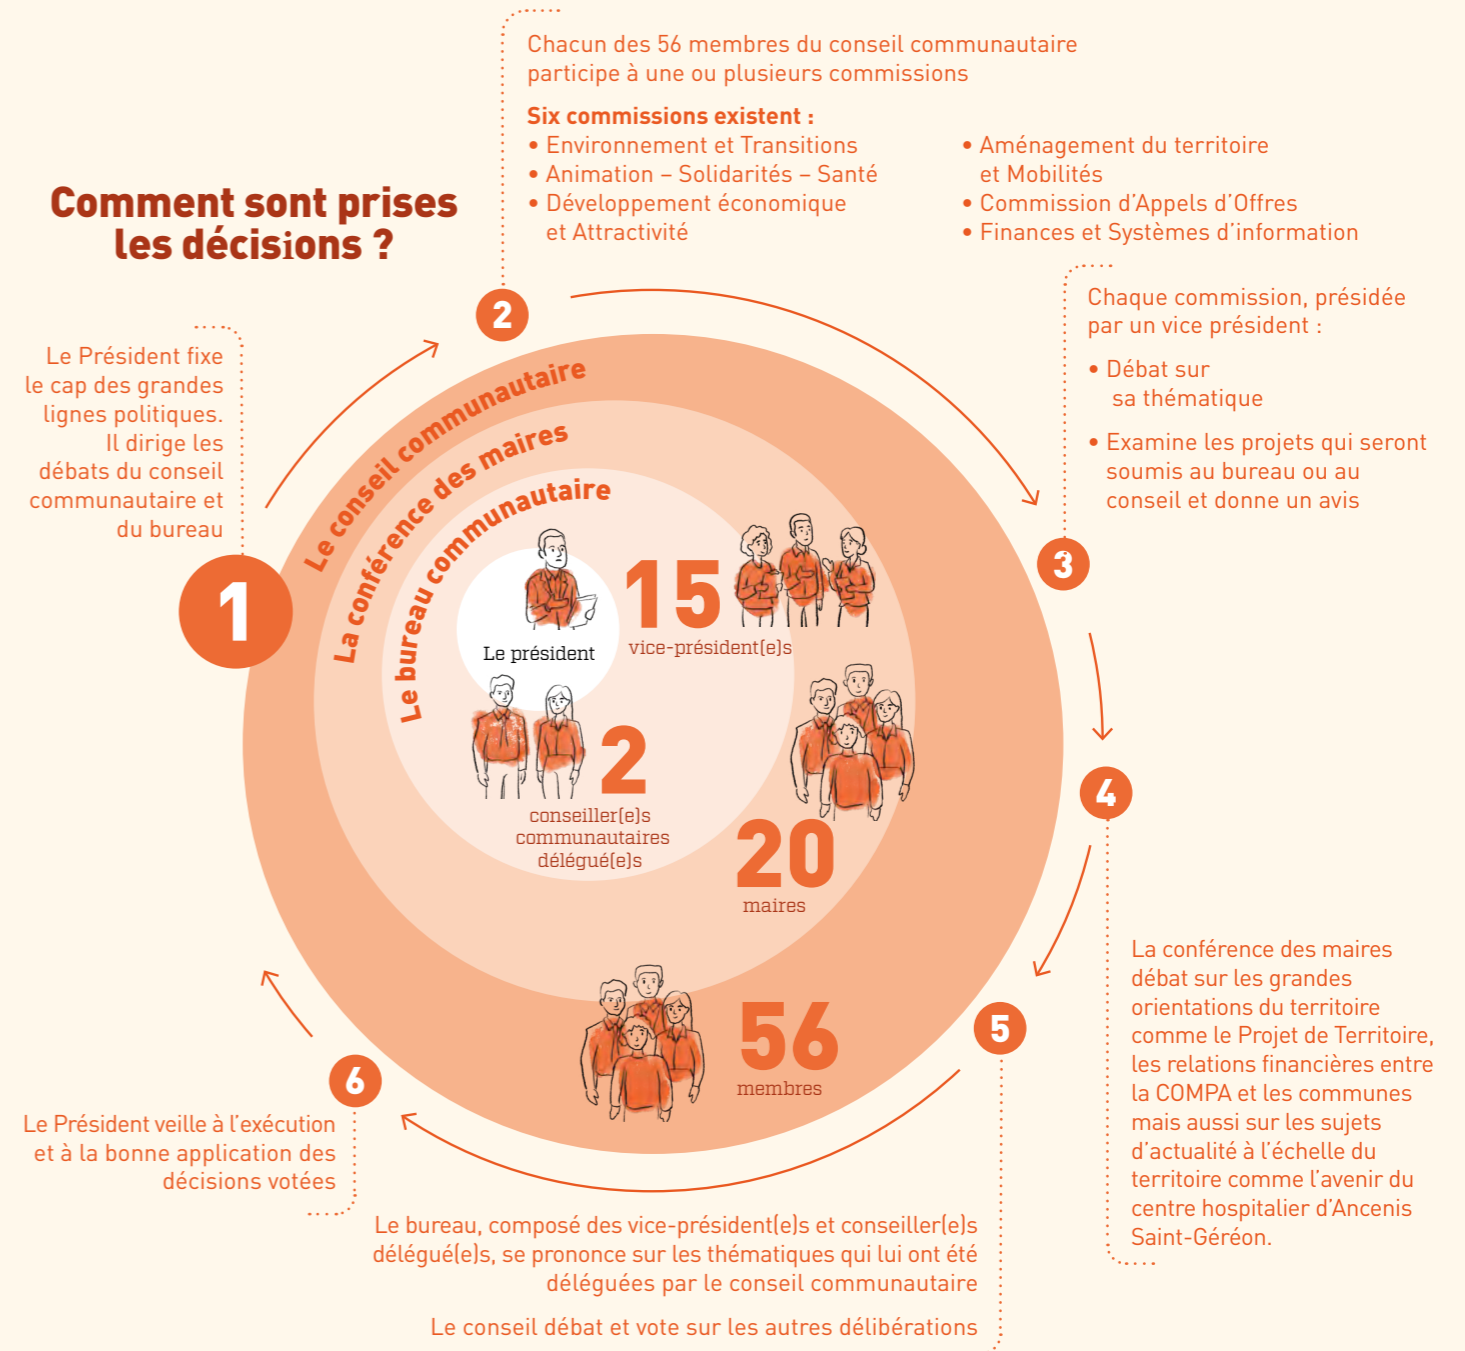 Comment sont prises
les décisions ?
1
Le Président fixe
le cap des grandes
lignes politiques.
Il dirige les
débats du conseil
communautaire et
du bureau
2
Chacun des 56 membres du conseil communautaire
participe à une ou plusieurs commissions
Six commissions existent :
• Environnement et Transitions
• Animation – Solidarités – Santé
• Développement économique
et Attractivité
• Aménagement du territoire
et Mobilités
• Commission d'Appels d'Offres
• Finances et Systèmes d'information
3
Chaque commission, présidée
par un vice président :
• Débat sur
sa thématique
• Examine les projets qui seront
soumis au bureau ou au
conseil et donne un avis
4
La conférence des maires
débat sur les grandes
orientations du territoire
comme le Projet de Territoire,
les relations financières entre
la COMPA et les communes
mais aussi sur les sujets
d'actualité à l'échelle du
territoire comme l'avenir du
centre hospitalier d'Ancenis
Saint-Géréon.
5
Le bureau, composé des vice-président(e)s et conseiller(e)s
délégué(e)s, se prononce sur les thématiques qui lui ont été
déléguées par le conseil communautaire
Le conseil débat et vote sur les autres délibérations
6
Le Président veille à l'exécution
et à la bonne application des
décisions votées
Le conseil communautaire
La conférence des maires
Le bureau communautaire
Le président
15
vice-président(e)s
2
conseiller(e)s
communautaires
délégué(e)s
20
maires
56
membres